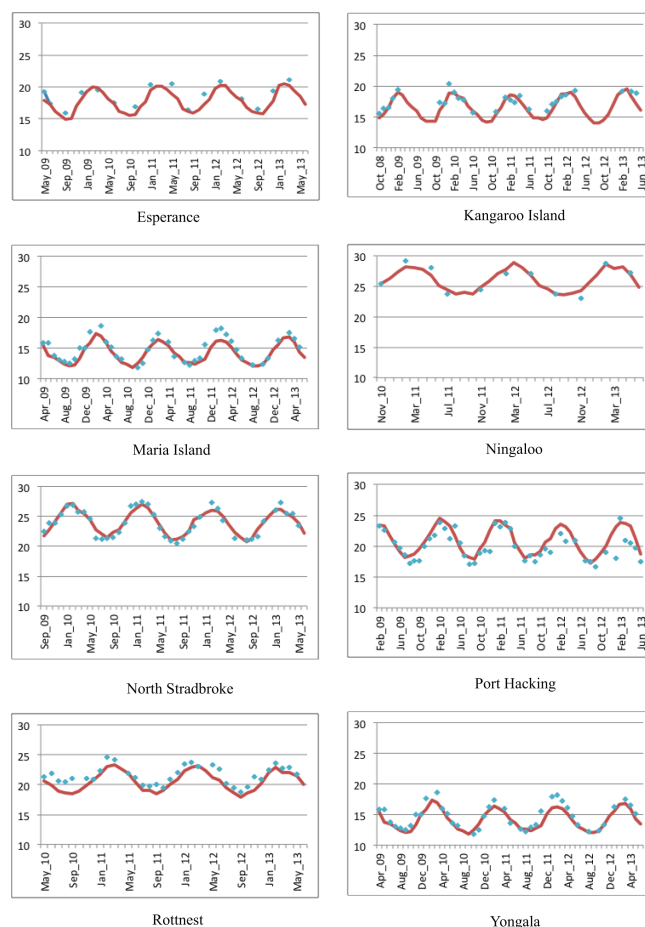 30
25
20
15
10
May_09
Sep_09
Jan_09
May_10
Sep_10
Jan_11
May_11
Sep_11
Jan_12
May_12
Sep_12
Jan_13
May_13
Esperance
30
25
20
15
10
Oct_08
Feb_09
Jun_09
Oct_09
Feb_10
Jun_10
Oct_10
Feb_11
Jun_11
Oct_11
Feb_12
Jun_12
Oct_12
Feb_13
Jun_13
Kangaroo Island
30
25
20
15
10
Apr_09
Aug_09
Dec_09
Apr_10
Aug_10
Dec_10
Apr_11
Aug_11
Dec_11
Apr_12
Aug_12
Dec_12
Apr_13
Maria Island
30
25
20
15
10
Nov_10
Mar_11
Jul_11
Nov_11
Mar_12
Jul_12
Nov_12
Mar_13
Ningaloo
30
25
20
15
10
Sep_09
Jan_10
May_10
Sep_10
Jan_11
May_11
Sep_11
Jan_12
May_12
Sep_12
Jan_13
May_13
North Stradbroke
30
25
20
15
10
Feb_09
Jun_09
Oct_09
Feb_10
Jun_10
Oct_10
Feb_11
Jun_11
Oct_11
Feb_12
Jun_12
Oct_12
Feb_13
Jun_13
Port Hacking
30
25
20
15
10
May_10
Sep_10
Jan_11
May_11
Sep_11
Jan_12
May_12
Sep_12
Jan_13
May_13
Rottnest
30
25
20
15
10
Apr_09
Aug_09
Dec_09
Apr_10
Aug_10
Dec_10
Apr_11
Aug_11
Dec_11
Apr_12
Aug_12
Dec_12
Apr_13
Yongala